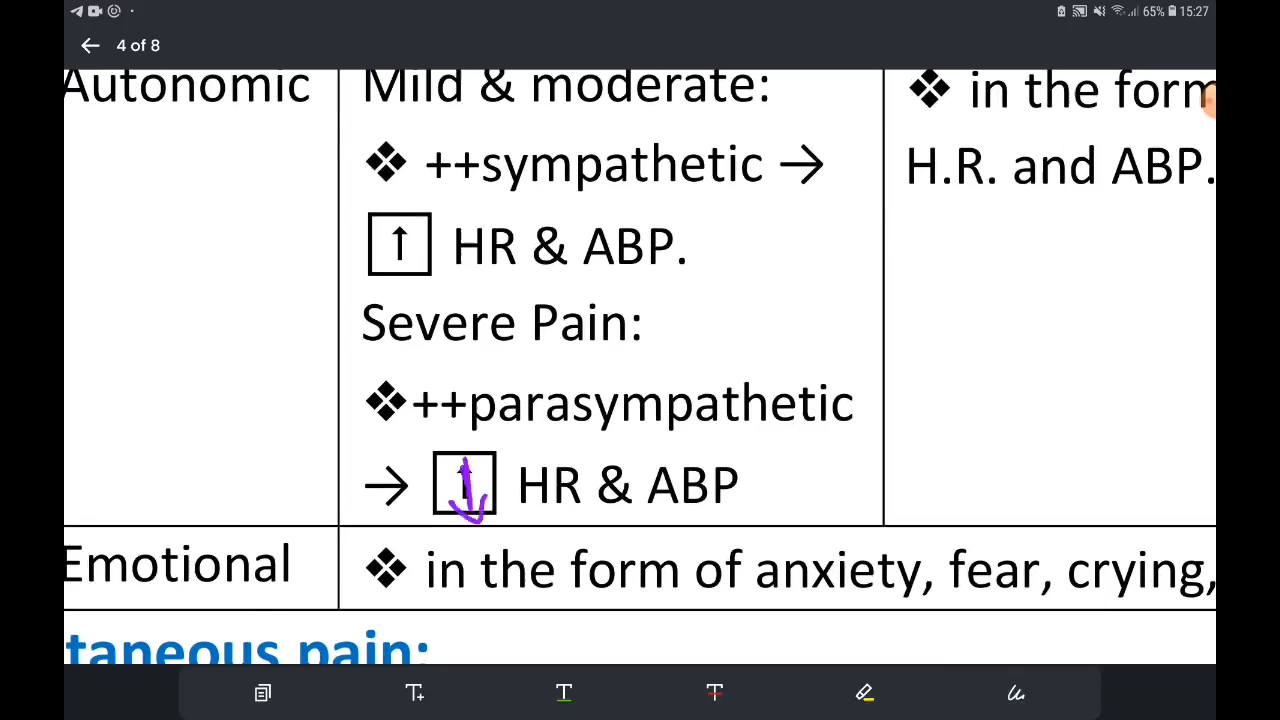 65% 15:27
4 of 8
Autonomic
Mild & moderate:
❖ ++sympathetic →
↑ HR & ABP.
Severe Pain:
❖++parasympathetic
→ ↑ HR & ABP
❖ in the form
H.R. and ABP.
Emotional
❖ in the form of anxiety, fear, crying,
taneous pain: